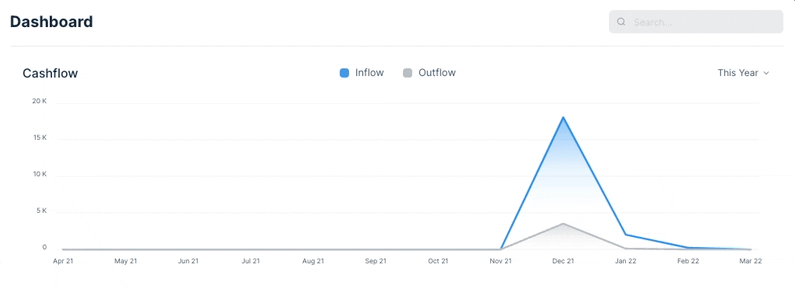 Dashboard
Search...
Cashflow
Inflow
Outflow
This Year
20 K
15 K
10 K
5 K
0
Apr 21 May 21 Jun 21 Jul 21 Aug 21 Sep 21 Oct 21 Nov 21 Dec 21 Jan 22 Feb 22 Mar 22